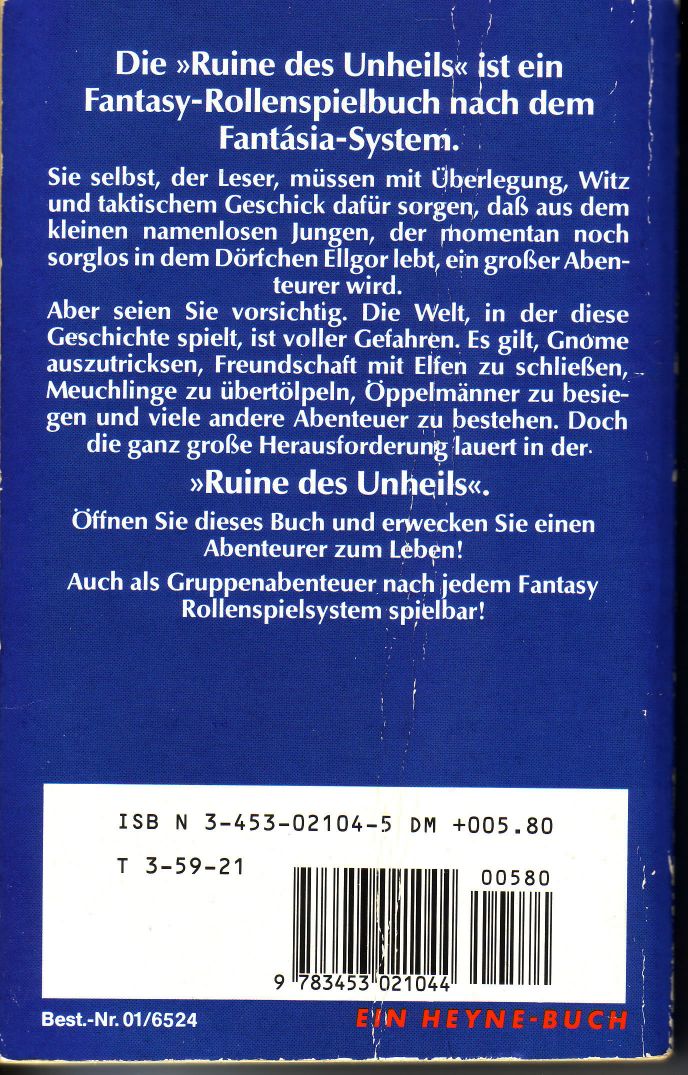 Die »Ruine des Unheils« ist ein
Fantasy-Rollenspielbuch nach dem
Fantásia-System.
Sie selbst, der Leser, müssen mit Überlegung, Witz
und taktischem Geschick dafür sorgen, daß aus dem
kleinen namenlosen Jungen, der momentan noch
sorglos in dem Dörfchen Ellgor lebt, ein großer Aben-
teurer wird.
Aber seien Sie vorsichtig. Die Welt, in der diese
Geschichte spielt, ist voller Gefahren. Es gilt, Gnome
auszutricksen, Freundschaft mit Elfen zu schließen,
Meuchlinge zu übertölpeln, Öppelmänner zu besie-
gen und viele andere Abenteuer zu bestehen. Doch
die ganz große Herausforderung lauert in der
»Ruine des Unheils«.
Öffnen Sie dieses Buch und erwecken Sie einen
Abenteurer zum Leben!
Auch als Gruppenabenteuer nach jedem Fantasy
Rollenspielsystem spielbar!
ISB N 3-453-02104-5 DM +005.80
T 3-59-21
00580
9 783453 021044
Best.-Nr. 01/6524
EIN HEYNE-BUCH